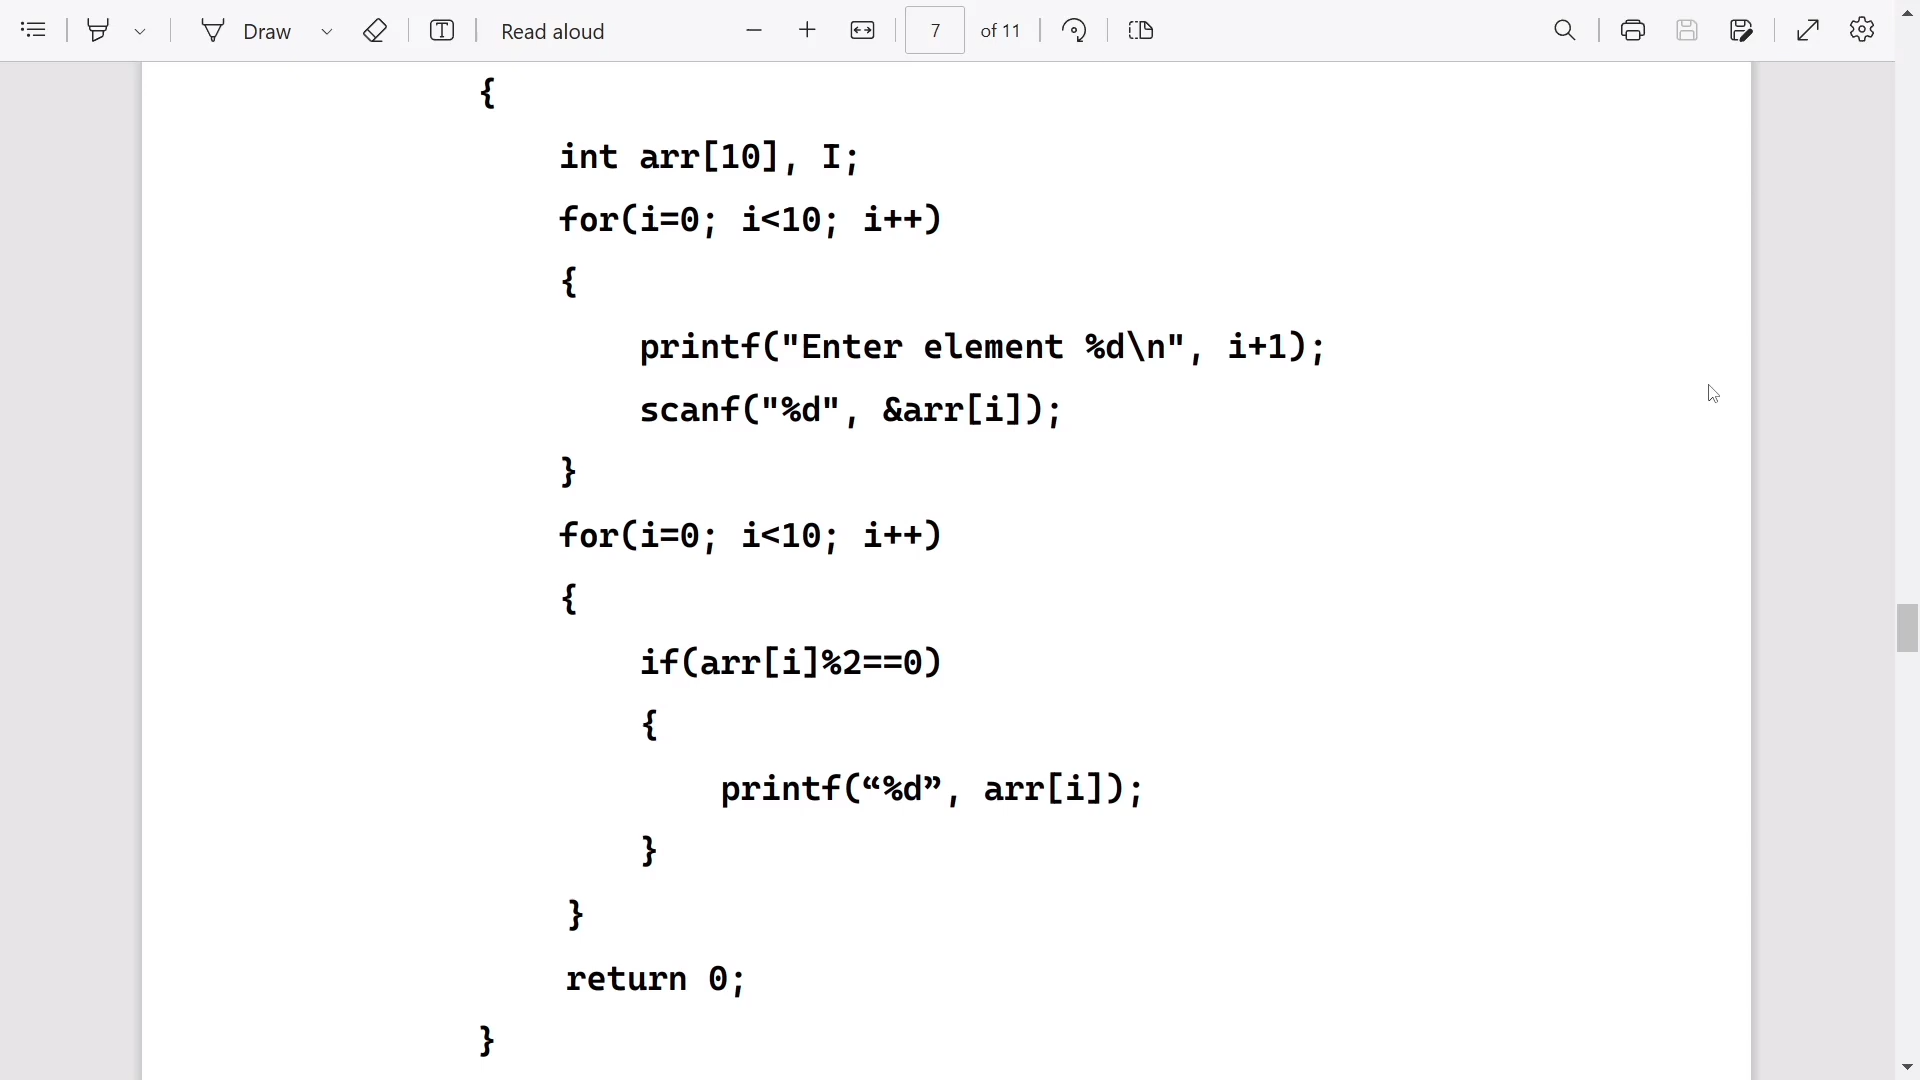 Draw
Read aloud
7 of 11
{
int arr[10], I;
for(i=0; i<10; i++)
{
printf("Enter element %d\n", i+1);
scanf("%d", &arr[i]);
}
for(i=0; i<10; i++)
{
if(arr[i]%2==0)
{
printf(“%d”, arr[i]);
}
}
return 0;
}